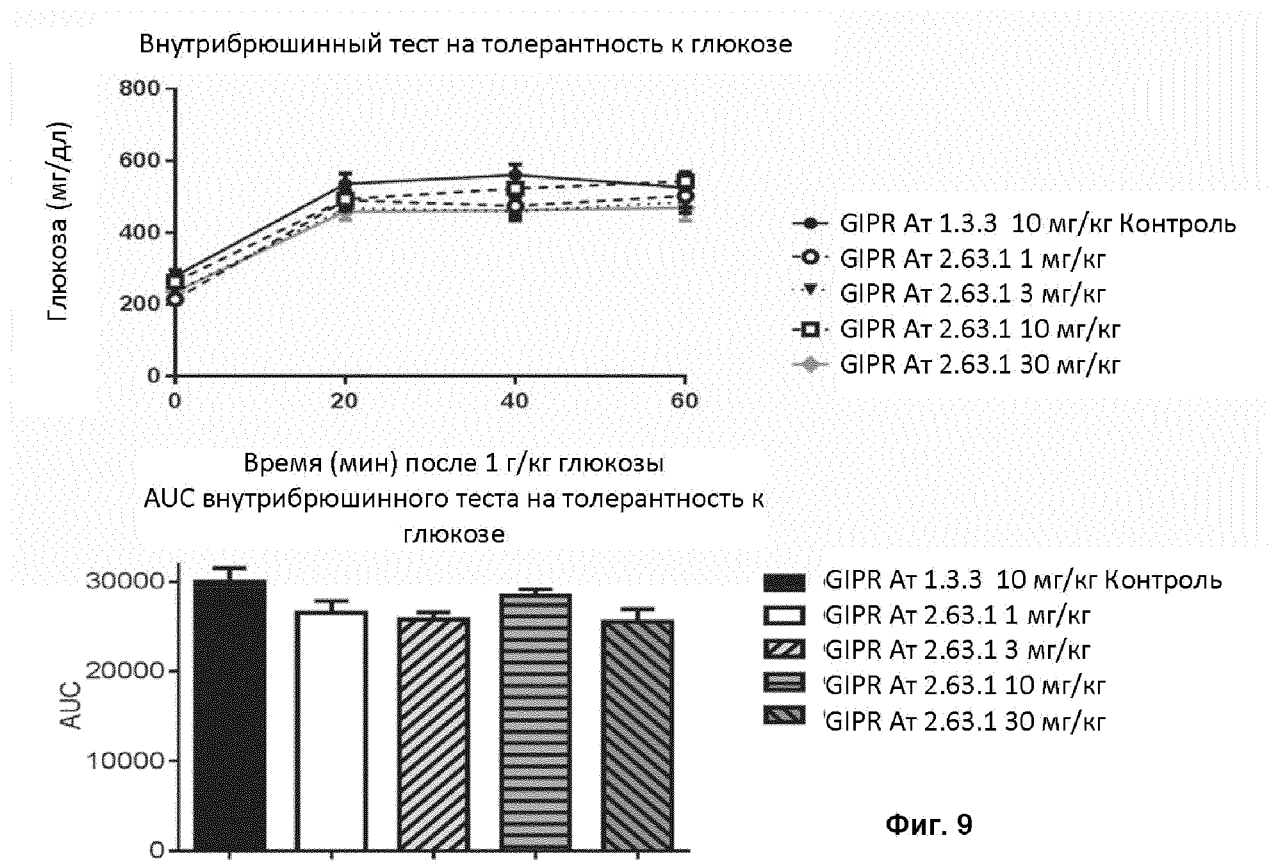 Внутрибрюшинный тест на толерантность к глюкозе
800
600
400
200
0
Глюкоза (мг/дл)
0 20 40 60
GIPR Ат 1.3.3 10 мг/кг Контроль
GIPR Ат 2.63.1 1 мг/кг
GIPR Ат 2.63.1 3 мг/кг
GIPR Ат 2.63.1 10 мг/кг
GIPR Ат 2.63.1 30 мг/кг
Время (мин) после 1 г/кг глюкозы
AUC внутрибрюшинного теста на толерантность к
глюкозе
30000
20000
10000
0
AUC
GIPR Ат 1.3.3 10 мг/кг Контроль
GIPR Ат 2.63.1 1 мг/кг
GIPR Ат 2.63.1 3 мг/кг
GIPR Ат 2.63.1 10 мг/кг
GIPR Ат 2.63.1 30 мг/кг
Фиг. 9